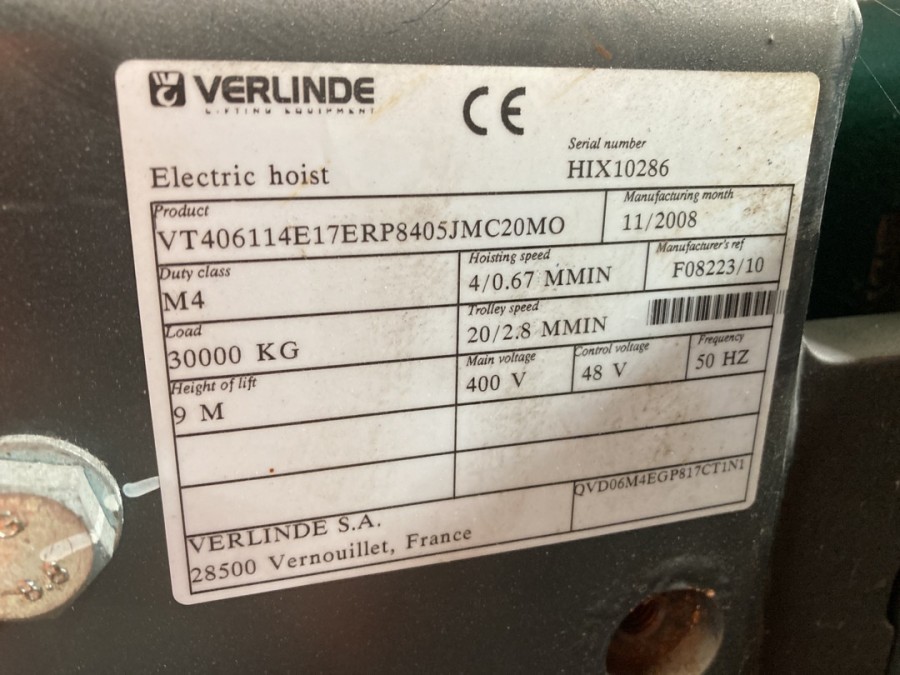 VERLINDE
LIFTING EQUIPMENT
CE
Serial number
Electric hoist
HIX10286
Product
VT406114E17ERP8405JMC20MO
Manufacturing month
11/2008
Duty class
M4
Hoisting speed
4/0.67 MMIN
Manufacturer's ref
F08223/10
Load
30000 KG
Trolley speed
20/2.8 MMIN
Height of lift
9 M
Main voltage
400 V
Control voltage
48 V
Frequency
50 HZ
QVD06M4EGP817CT1N1
VERLINDE S.A.
28500 Vernouillet, France
8.8